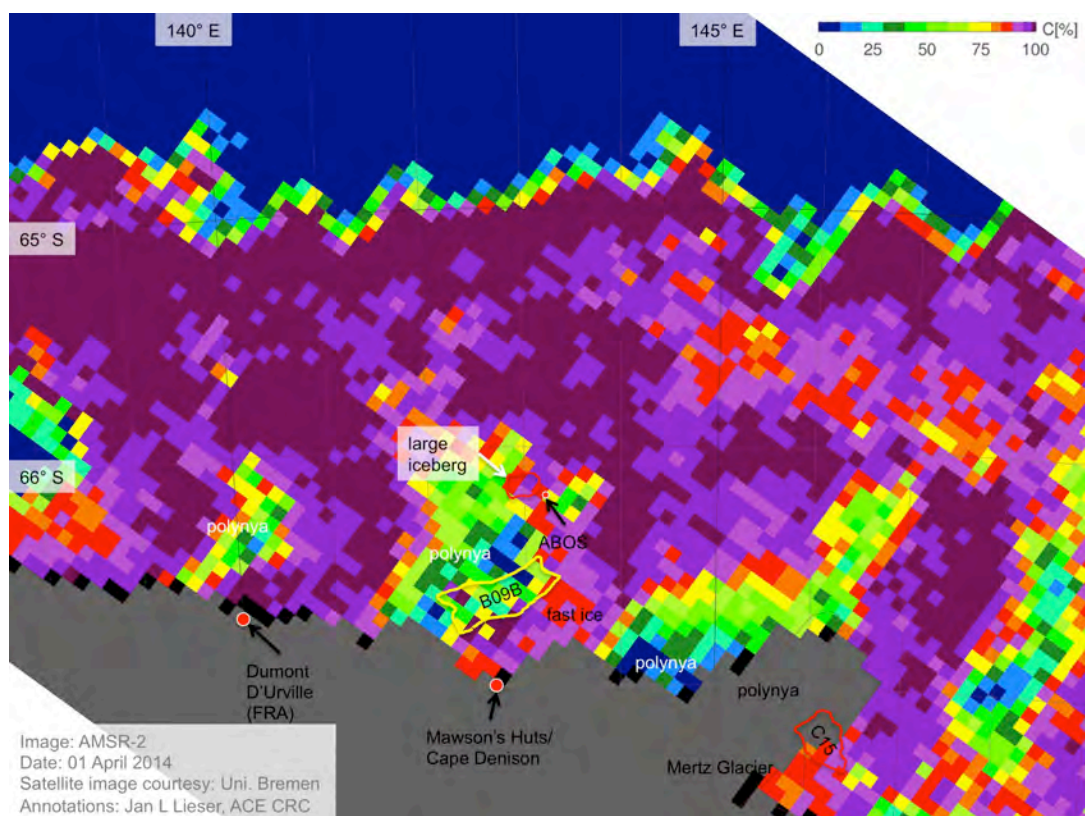 140° E
145° E
C[%]
0 25 50 75 100
65° S
large
iceberg
66° S
polynya
ABOS
polynya
B09B
fast ice
polynya
Dumont
D'Urville
(FRA)
polynya
Mawson's Huts/
Cape Denison
C15
Mertz Glacier
Image: AMSR-2
Date: 01 April 2014
Satellite image courtesy: Uni. Bremen
Annotations: Jan L Lieser, ACE CRC